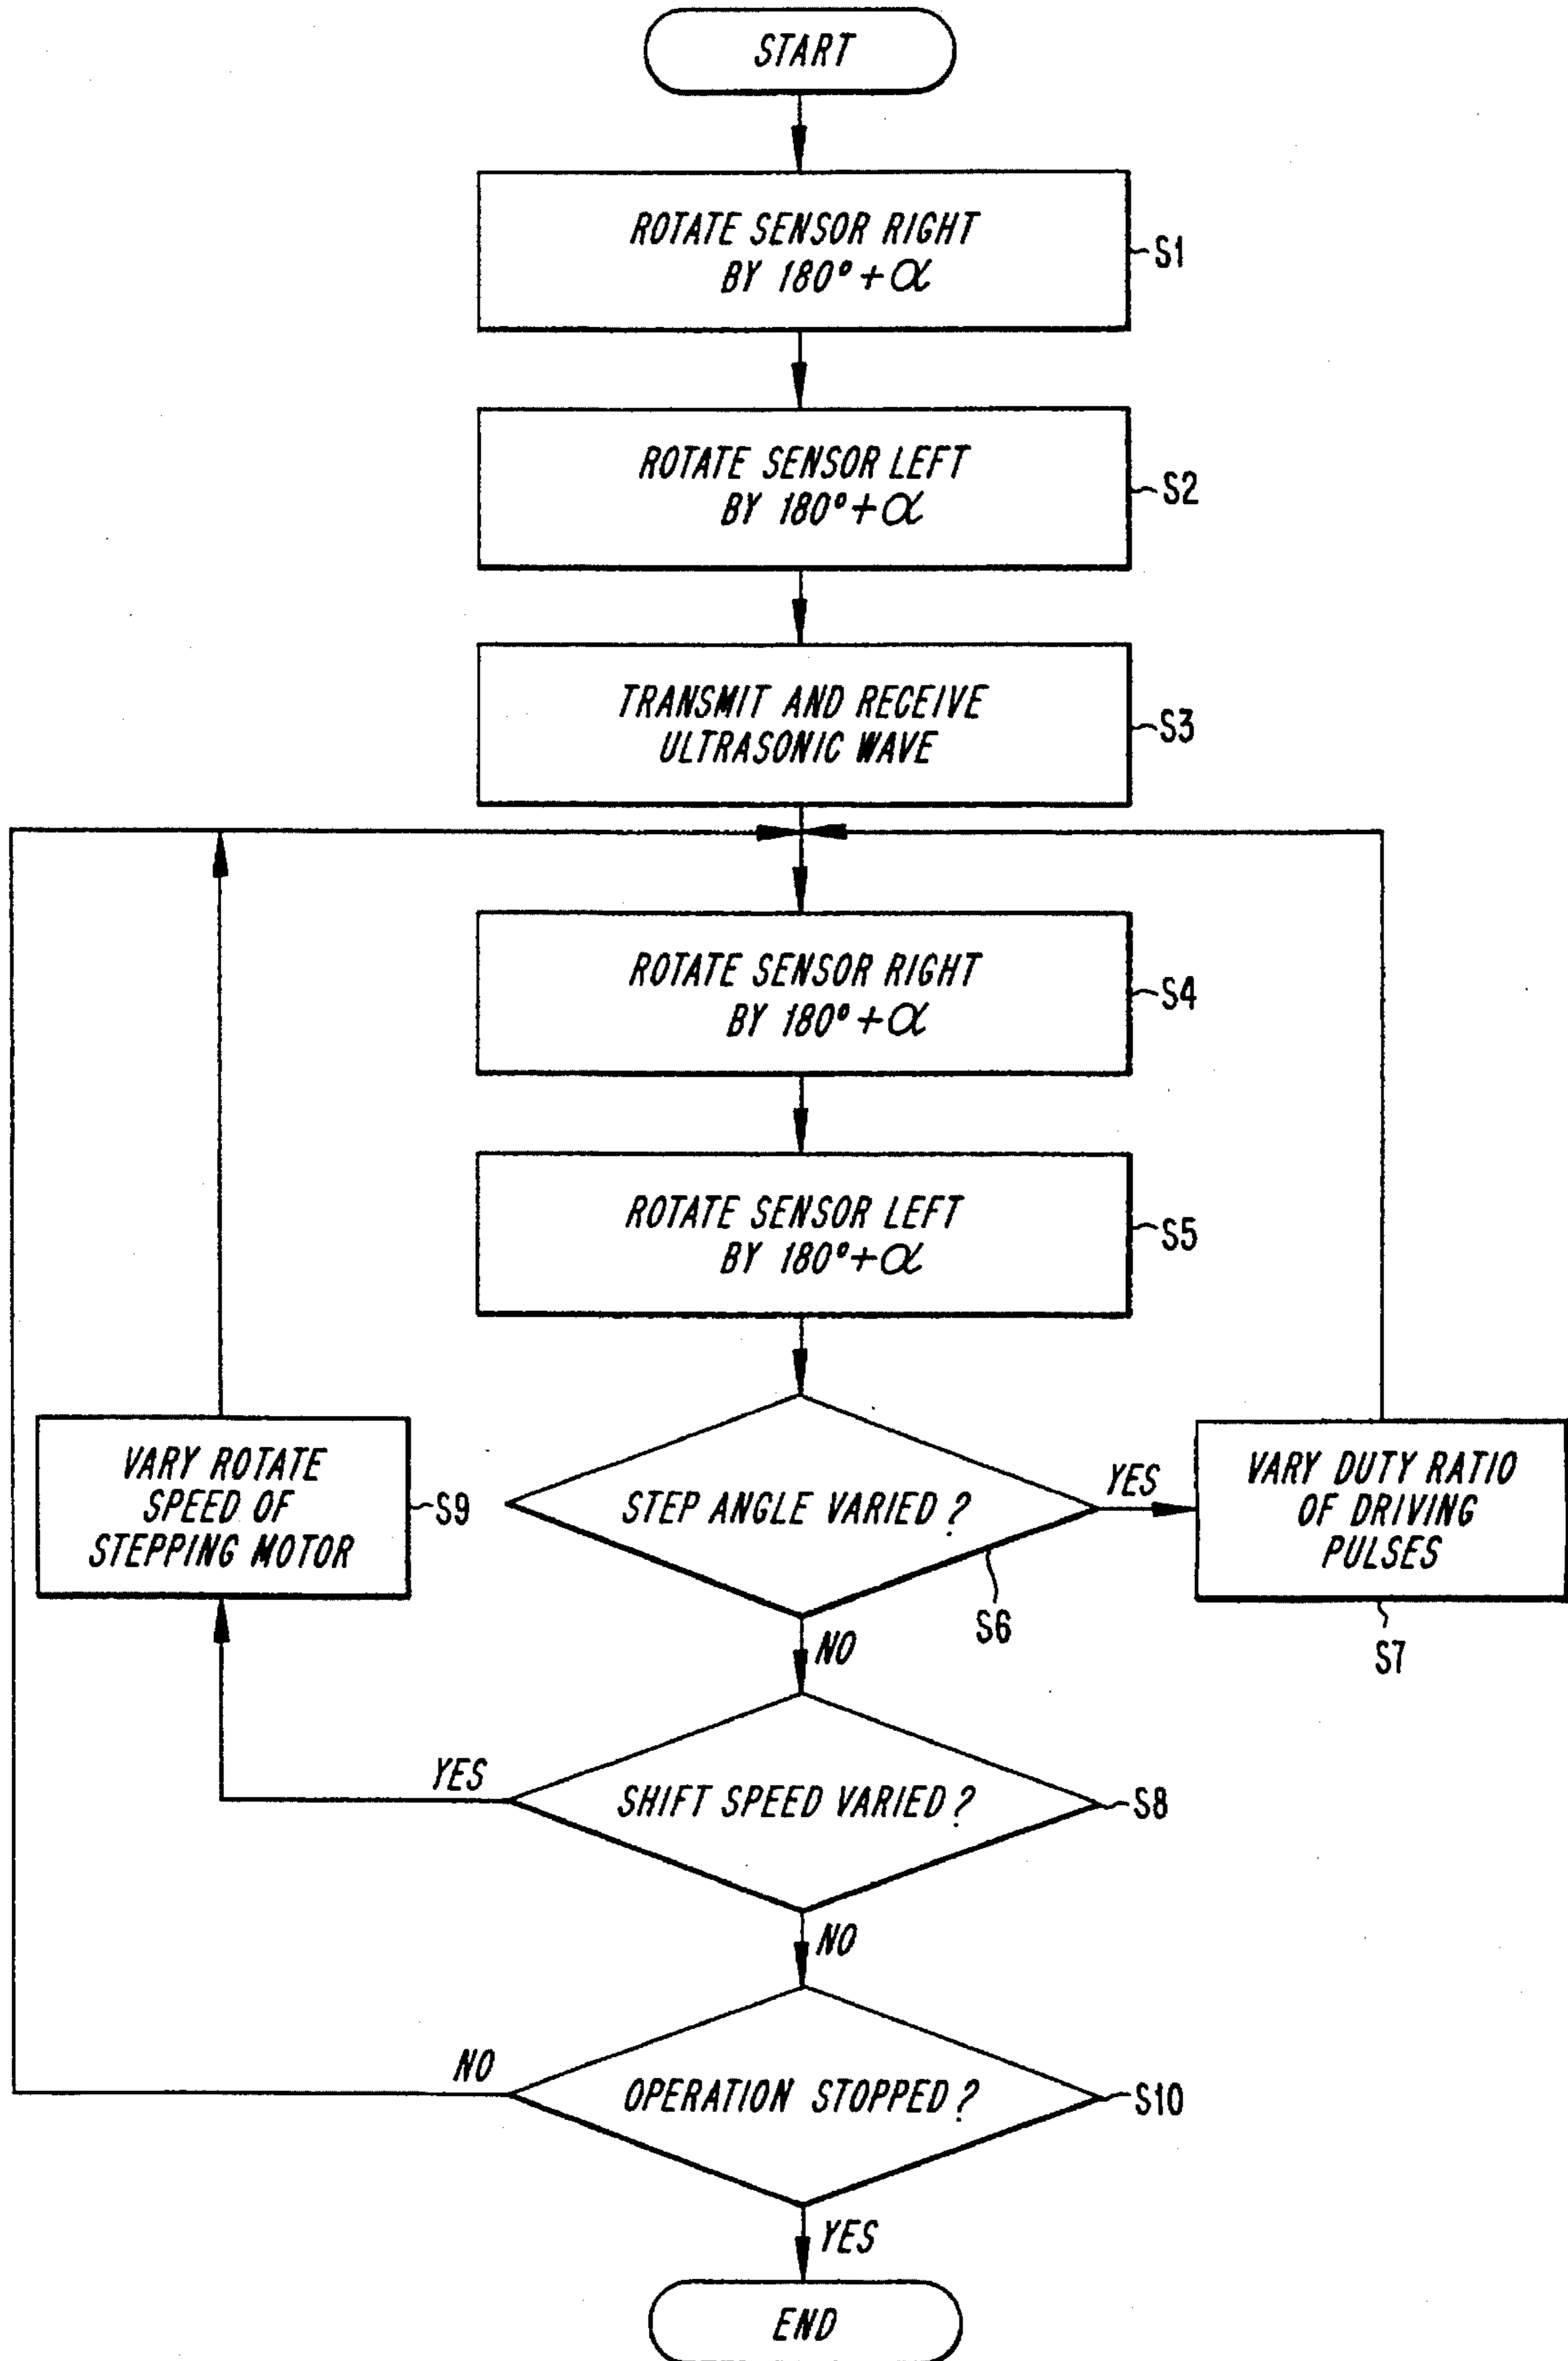 START
ROTATE SENSOR RIGHT
BY 180°+α
S1
ROTATE SENSOR LEFT
BY 180°+α
S2
TRANSMIT AND RECEIVE
ULTRASONIC WAVE
S3
ROTATE SENSOR RIGHT
BY 180°+α
S4
ROTATE SENSOR LEFT
BY 180°+α
S5
VARY ROTATE
SPEED OF
STEPPING MOTOR
S9
STEP ANGLE VARIED?
YES
S6
NO
VARY DUTY RATIO
OF DRIVING
PULSES
S7
YES
SHIFT SPEED VARIED?
S8
NO
NO
OPERATION STOPPED?
S10
YES
END